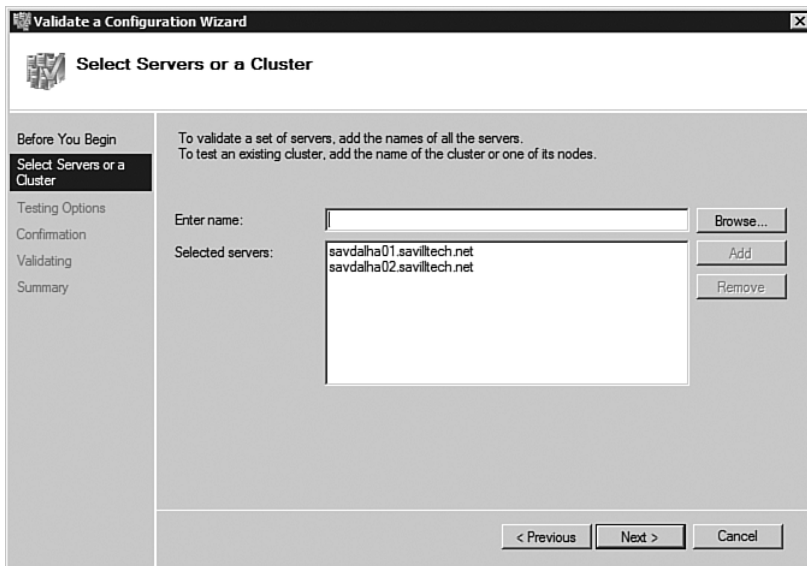 Validate a Configuration Wizard
Select Servers or a Cluster
Before You Begin
Select Servers or a
Cluster
Testing Options
Confirmation
Validating
Summary
To validate a set of servers, add the names of all the servers.
To test an existing cluster, add the name of the cluster or one of its nodes.
Enter name:
Browse...
Selected servers:
savdalha01.savilltech.net
savdalha02.savilltech.net
Add
Remove
< Previous
Next >
Cancel